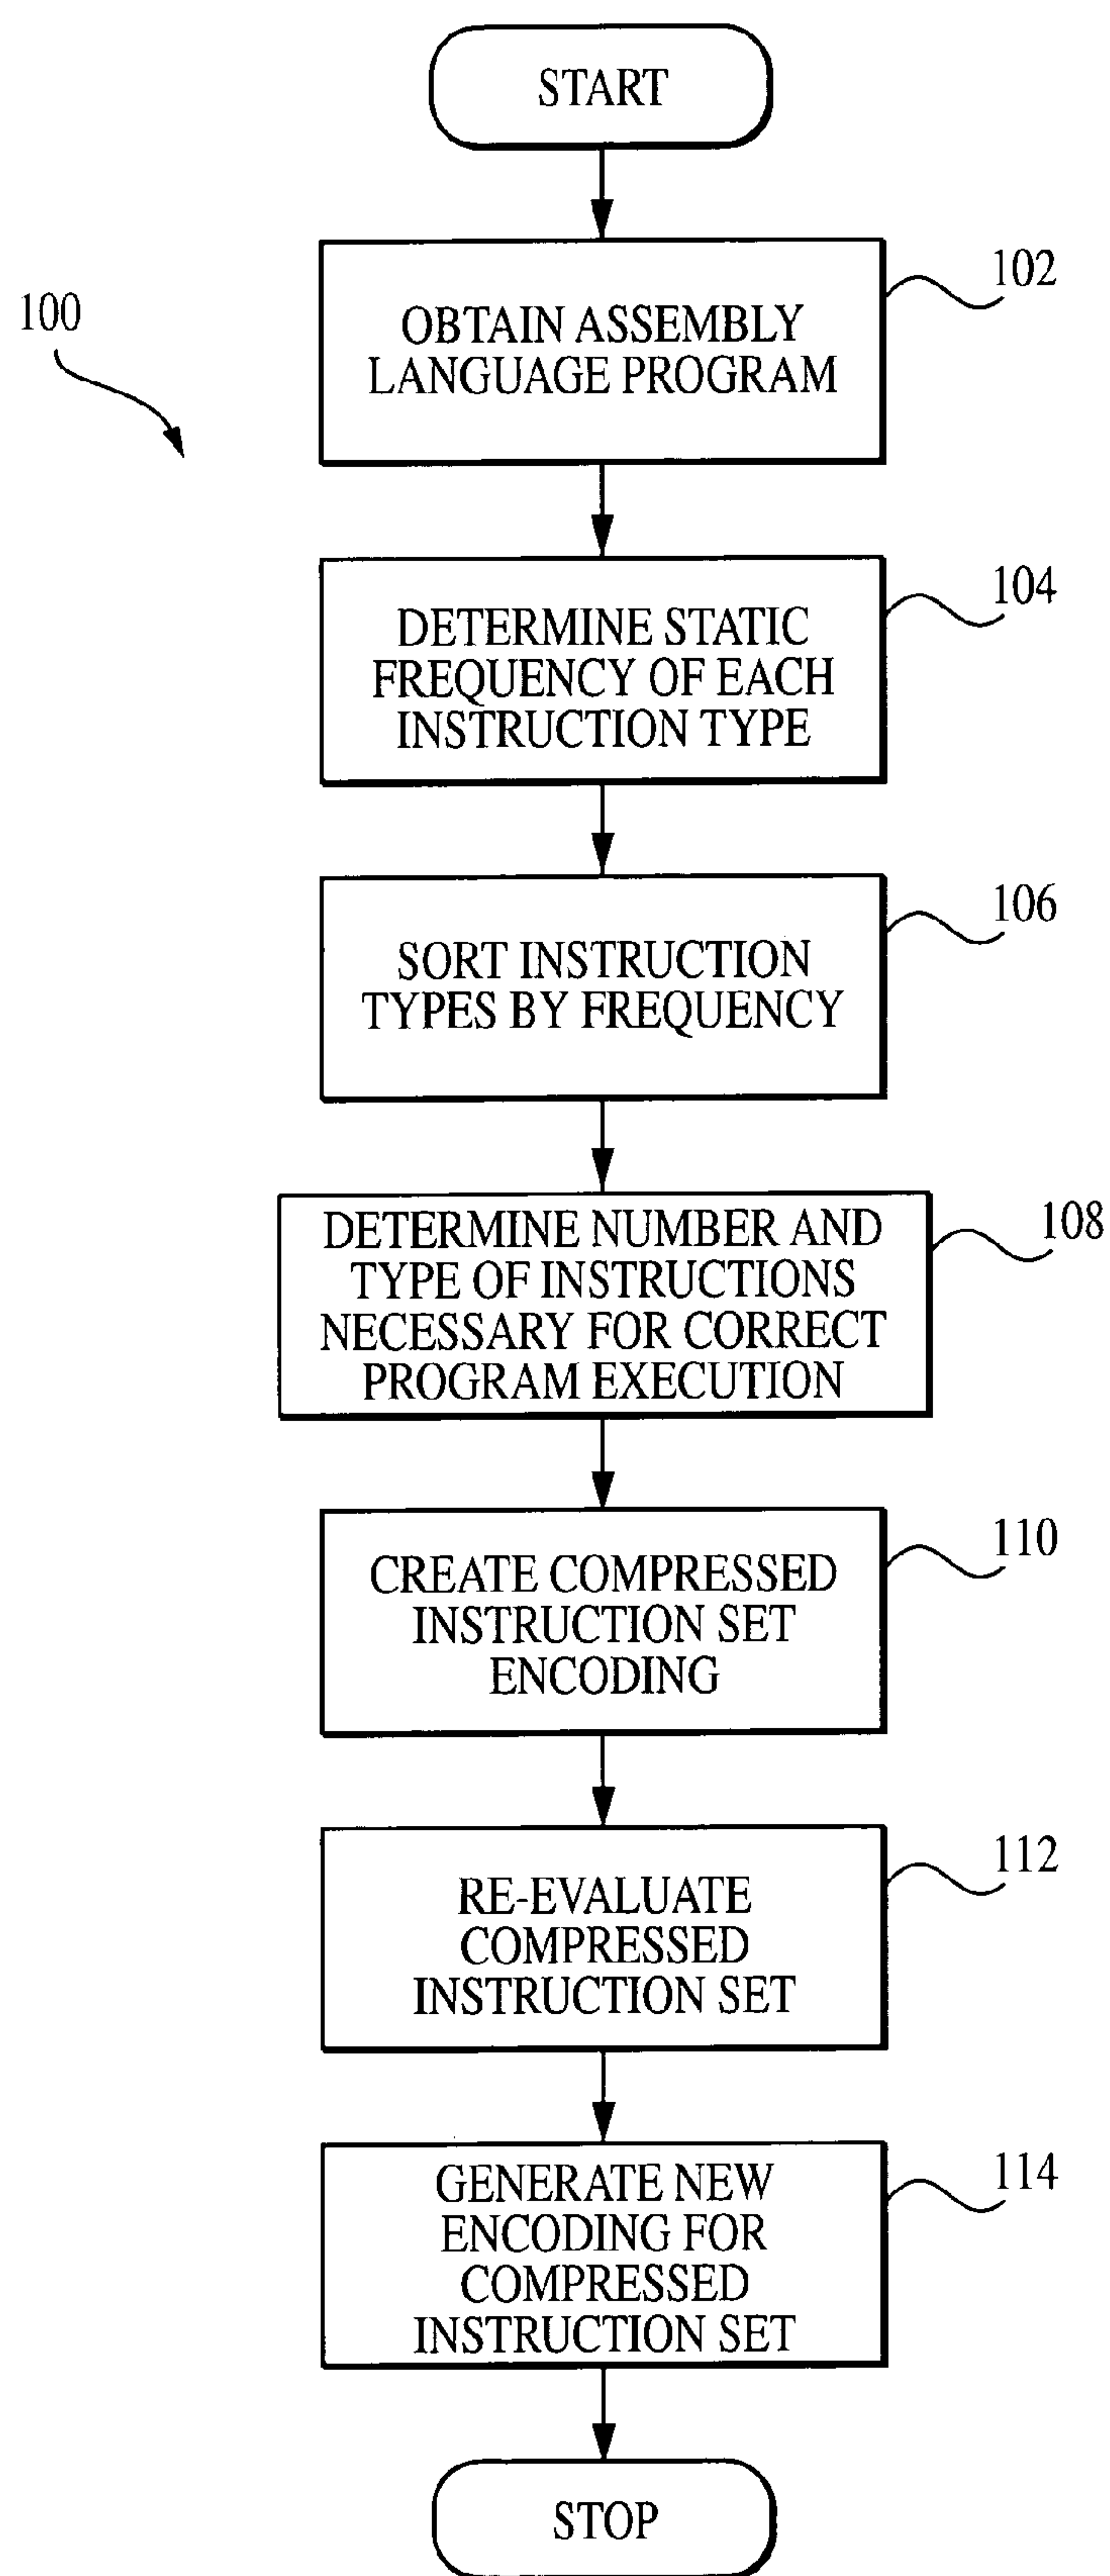 START
102
100
OBTAIN ASSEMBLY
LANGUAGE PROGRAM
104
DETERMINE STATIC
FREQUENCY OF EACH
INSTRUCTION TYPE
106
SORT INSTRUCTION
TYPES BY FREQUENCY
108
DETERMINE NUMBER AND
TYPE OF INSTRUCTIONS
NECESSARY FOR CORRECT
PROGRAM EXECUTION
110
CREATE COMPRESSED
INSTRUCTION SET
ENCODING
112
RE-EVALUATE
COMPRESSED
INSTRUCTION SET
114
GENERATE NEW
ENCODING FOR
COMPRESSED
INSTRUCTION SET
STOP